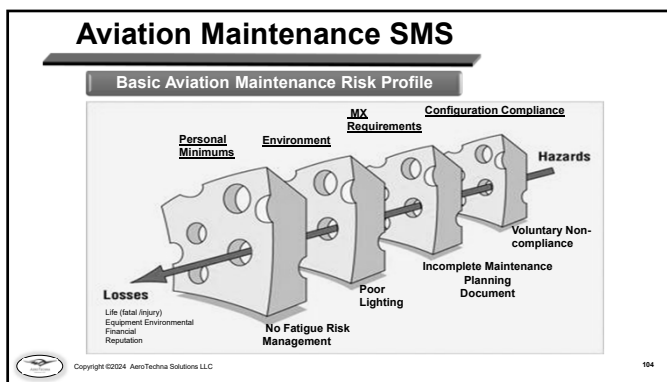 Aviation Maintenance SMS
Basic Aviation Maintenance Risk Profile
Personal
Minimums
Environment
MX
Requirements
Configuration Compliance
Hazards
Voluntary Non-
compliance
Incomplete Maintenance
Planning
Document
Poor
Lighting
No Fatigue Risk
Management
Losses
Life (fatal /injury)
Equipment Environmental
Financial
Reputation
Copyright ©2024 AeroTechna Solutions LLC
104